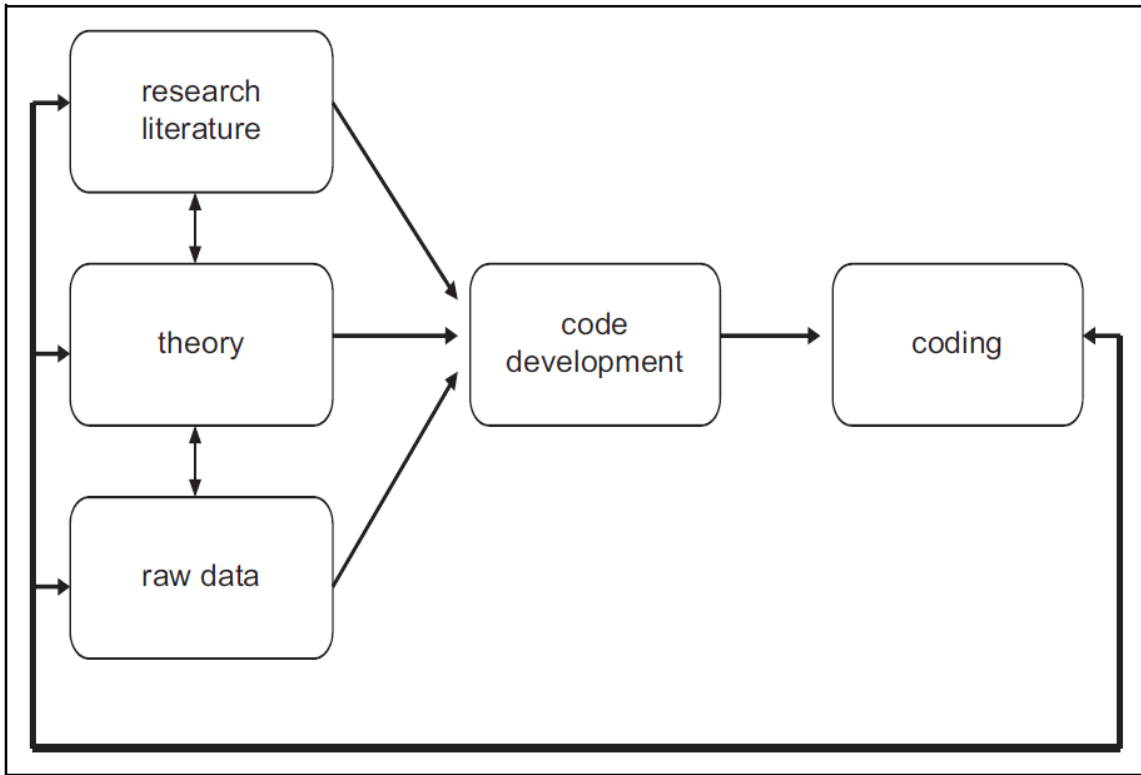 research
literature
theory
code
development
coding
raw data